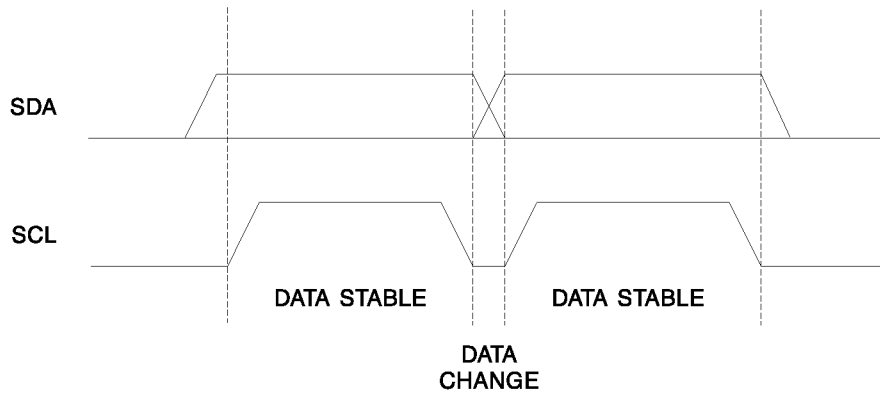 SDA
SCL
DATA STABLE
DATA STABLE
DATA
CHANGE